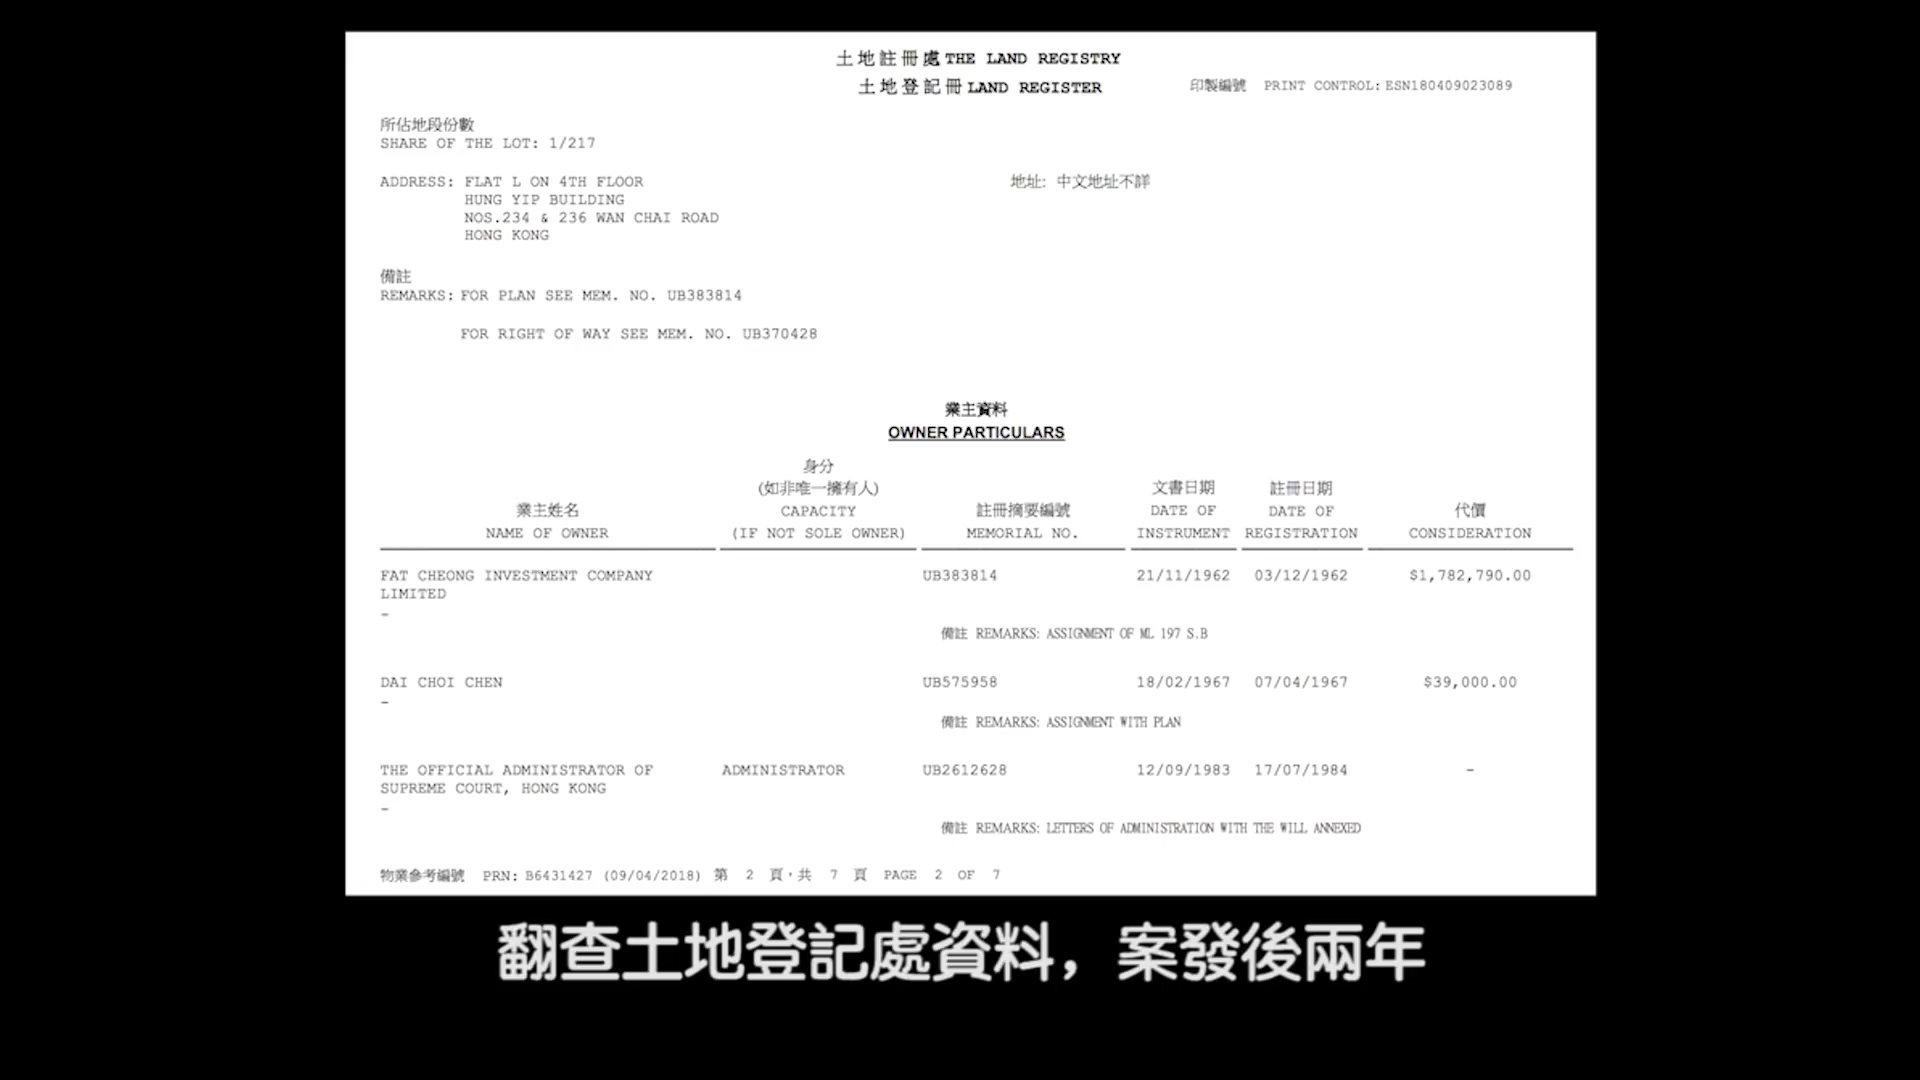 土地註冊處 THE LAND REGISTRY
土地登記冊 LAND REGISTER
印製編號 PRINT CONTROL: ESN180409023089
所佔地段份數
SHARE OF THE LOT: 1/217
ADDRESS: FLAT L ON 4TH FLOOR
HUNG YIP BUILDING
NOS.234 & 236 WAN CHAI ROAD
HONG KONG
地址: 中文地址不詳
備註
REMARKS: FOR PLAN SEE MEM. NO. UB383814
FOR RIGHT OF WAY SEE MEM. NO. UB370428
業主資料
OWNER PARTICULARS
業主姓名
NAME OF OWNER
身分
(如非唯一擁有人)
CAPACITY
(IF NOT SOLE OWNER)
註冊摘要編號
MEMORIAL NO.
文書日期
DATE OF
INSTRUMENT
註冊日期
DATE OF
REGISTRATION
代價
CONSIDERATION
FAT CHEONG INVESTMENT COMPANY UB383814 21/11/1962 03/12/1962 $1,782,790.00
LIMITED
-
備註 REMARKS: ASSIGNMENT OF ML 197 S.B
DAI CHOI CHEN UB575958 18/02/1967 07/04/1967 $39,000.00
-
備註 REMARKS: ASSIGNMENT WITH PLAN
THE OFFICIAL ADMINISTRATOR OF ADMINISTRATOR UB2612628 12/09/1983 17/07/1984 -
SUPREME COURT, HONG KONG
-
備註 REMARKS: LETTERS OF ADMINISTRATION WITH THE WILL ANNEXED
物業參考編號 PRN: B6431427 (09/04/2018) 第 2 頁,共 7 頁 PAGE 2 OF 7
翻查土地登記處資料，案發後兩年